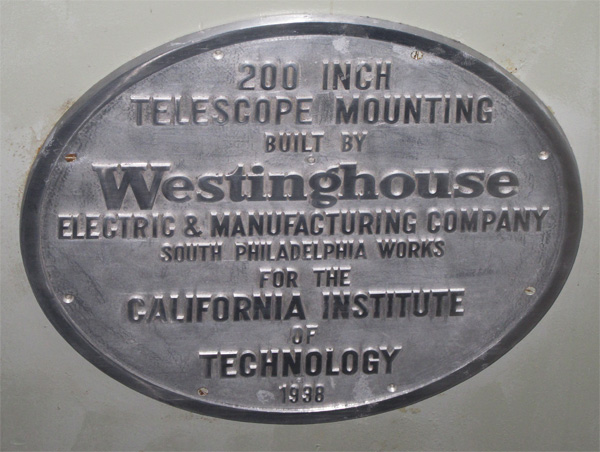 200 INCH
TELESCOPE MOUNTING
BUILT BY
Westinghouse
ELECTRIC & MANUFACTURING COMPANY
SOUTH PHILADELPHIA WORKS
FOR THE
CALIFORNIA INSTITUTE
OF
TECHNOLOGY
1938